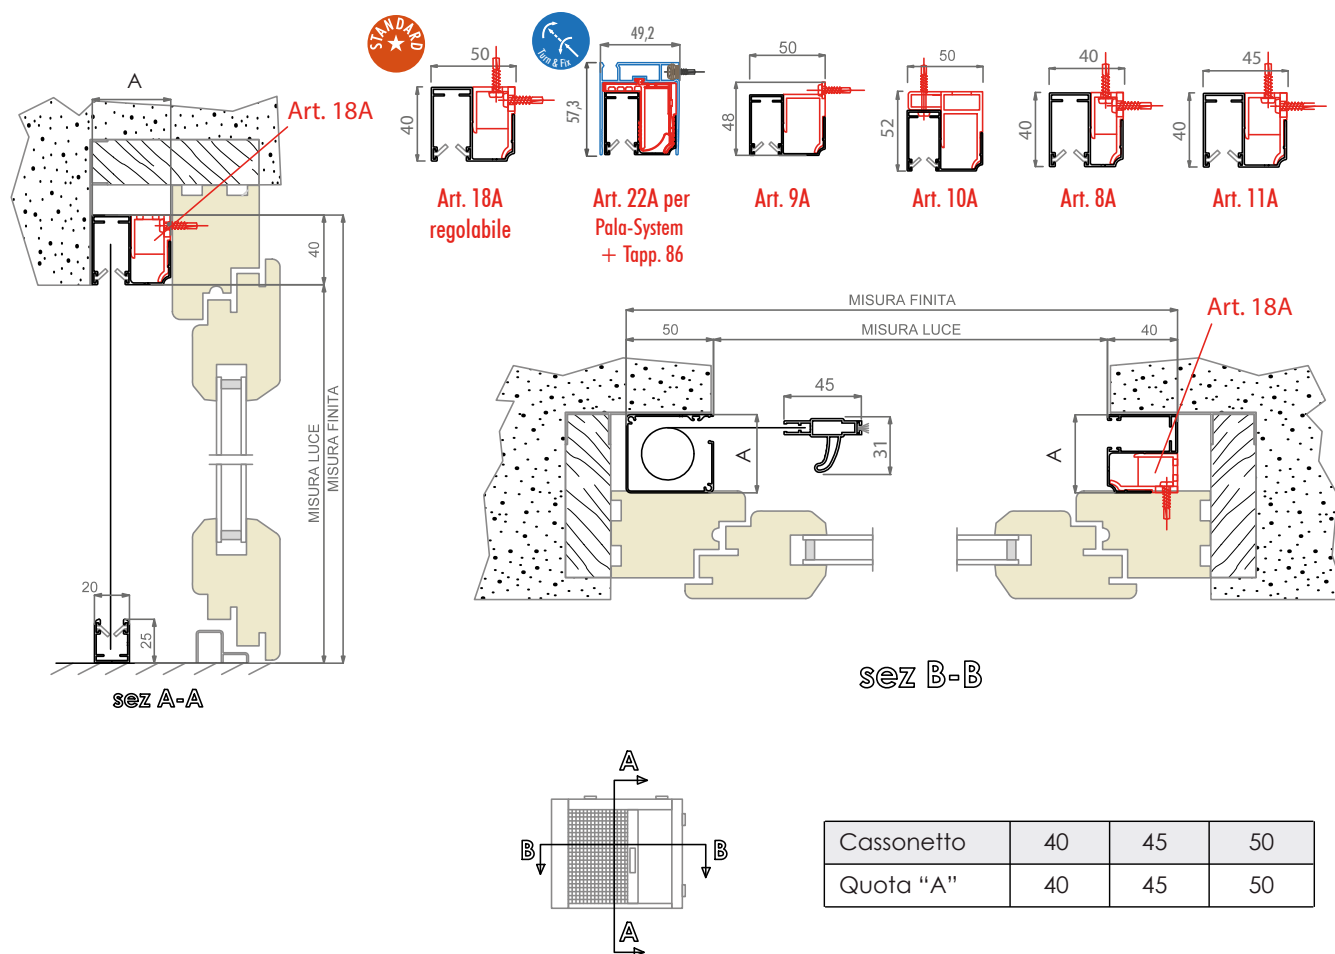 STANDARD
Turn & Fix
50
40
Art. 18A
regolabile
49,2
57,3
Art. 22A per
Pala-System
+ Tapp. 86
50
48
Art. 9A
50
52
Art. 10A
40
40
Art. 8A
45
40
Art. 11A
A
Art. 18A
40
MISURA LUCE
MISURA FINITA
20
25
sez A-A
MISURA FINITA
50
MISURA LUCE
40
Art. 18A
45
31
A
A
sez B-B
A
B
B
A
Cassonetto 40 45 50
Quota “A” 40 45 50